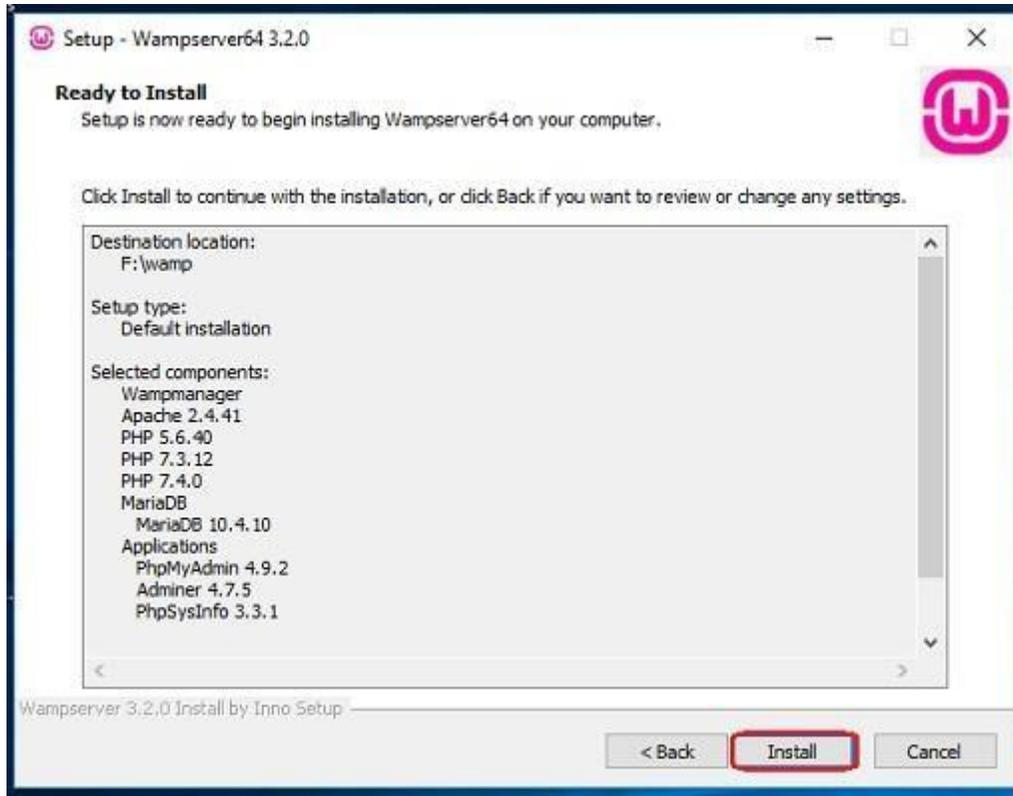 Setup - Wampserver64 3.2.0
Ready to Install
Setup is now ready to begin installing Wampserver64 on your computer.
Click Install to continue with the installation, or click Back if you want to review or change any settings.
Destination location:
F:\wamp
Setup type:
Default installation
Selected components:
Wampmanager
Apache 2.4.41
PHP 5.6.40
PHP 7.3.12
PHP 7.4.0
MariaDB
MariaDB 10.4.10
Applications
PhpMyAdmin 4.9.2
Adminer 4.7.5
PhpSysInfo 3.3.1
Wampserver 3.2.0 Install by Inno Setup
< Back Install Cancel